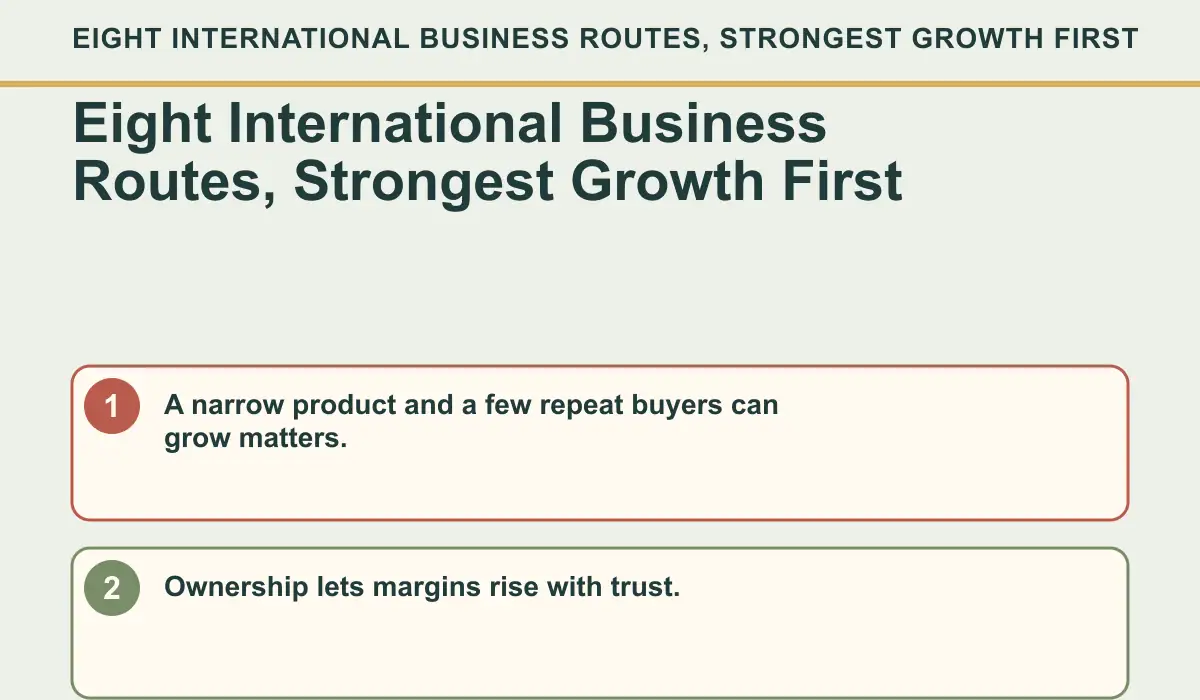 EIGHT INTERNATIONAL BUSINESS ROUTES, STRONGEST GROWTH FIRST
Eight International Business
Routes, Strongest Growth First
1
A narrow product and a few repeat buyers can
grow matters.
2
Ownership lets margins rise with trust.